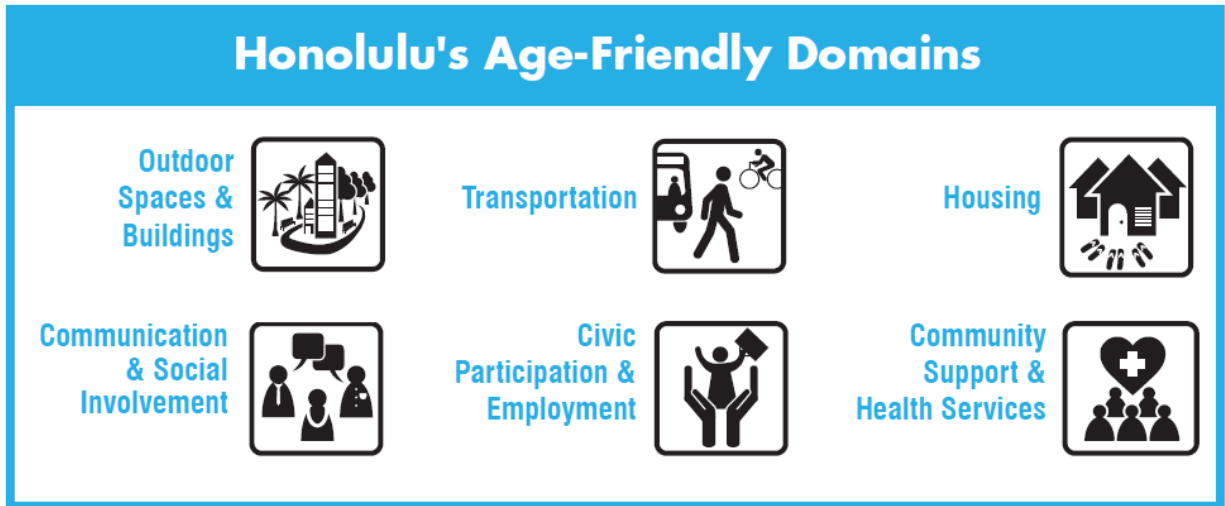 Honolulu's Age-Friendly Domains
Outdoor
Spaces &
Buildings
Transportation
Housing
Communication
& Social
Involvement
Civic
Participation &
Employment
Community
Support &
Health Services